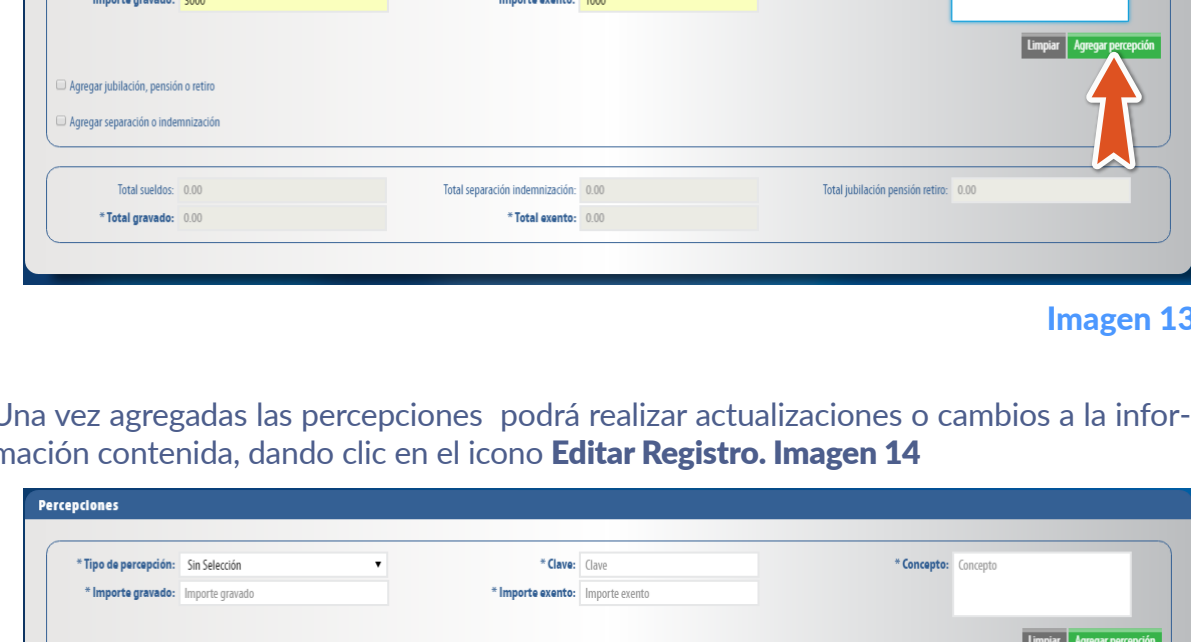 Importe gravado: 3000 Importe exento: 1000
Limpiar Agregar percepción
Agregar jubilación, pensión o retiro
Agregar separación o indemnización
Total sueldos: 0.00 Total separación indemnización: 0.00 Total jubilación pensión retiro: 0.00
* Total gravado: 0.00 * Total exento: 0.00
Imagen 13
Una vez agregadas las percepciones podrá realizar actualizaciones o cambios a la infor-
mación contenida, dando clic en el icono Editar Registro. Imagen 14
Percepciones
* Tipo de percepción: Sin Selección * Clave: Clave * Concepto: Concepto
* Importe gravado: Importe gravado * Importe exento: Importe exento
Limpiar Agregar percepción